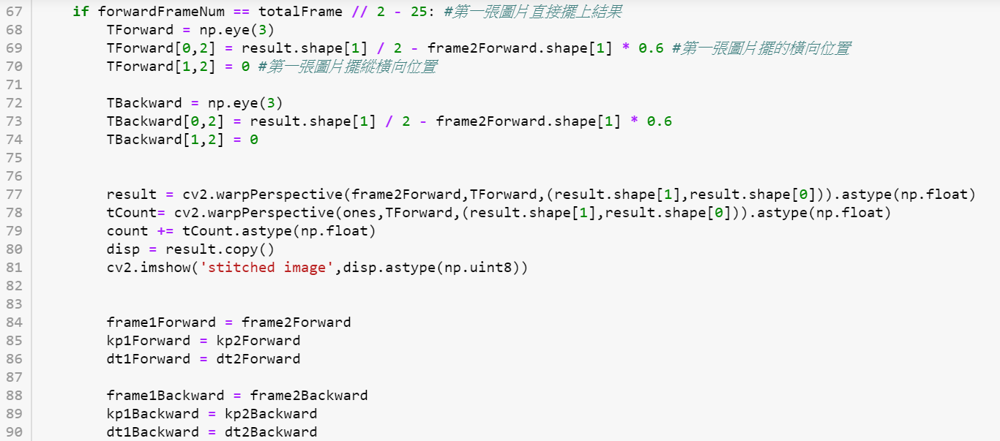 67 if forwardFrameNum == totalFrame // 2 - 25: #第一張圖片直接擺上結果
68 TForward = np.eye(3)
69 TForward[0,2] = result.shape[1] / 2 - frame2Forward.shape[1] * 0.6 #第一張圖片擺的橫向位置
70 TForward[1,2] = 0 #第一張圖片擺縱橫向位置
71
72 TBackward = np.eye(3)
73 TBackward[0,2] = result.shape[1] / 2 - frame2Forward.shape[1] * 0.6
74 TBackward[1,2] = 0
75
76
77 result = cv2.warpPerspective(frame2Forward,TForward,(result.shape[1],result.shape[0])).astype(np.float)
78 tCount= cv2.warpPerspective(ones,TForward,(result.shape[1],result.shape[0])).astype(np.float)
79 count += tCount.astype(np.float)
80 disp = result.copy()
81 cv2.imshow('stitched image',disp.astype(np.uint8))
82
83
84 frame1Forward = frame2Forward
85 kp1Forward = kp2Forward
86 dt1Forward = dt2Forward
87
88 frame1Backward = frame2Backward
89 kp1Backward = kp2Backward
90 dt1Backward = dt2Backward